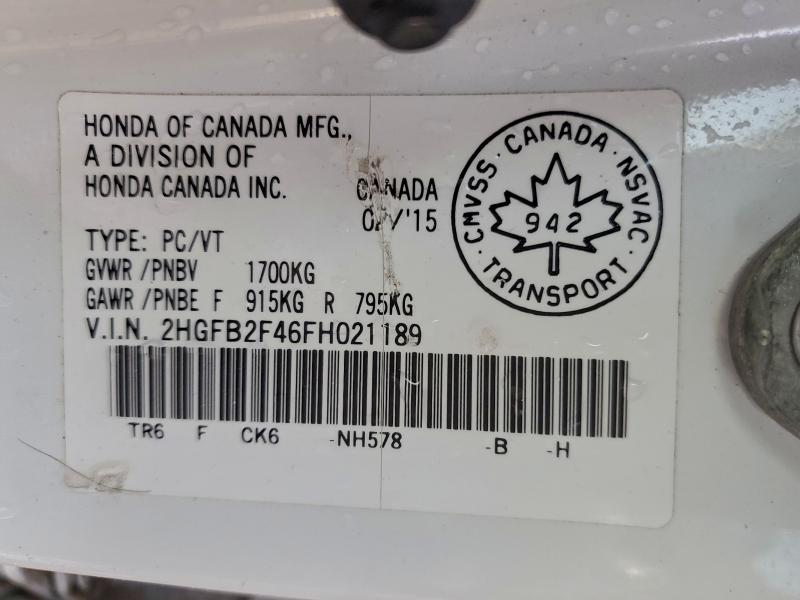 HONDA OF CANADA MFG.,
A DIVISION OF
HONDA CANADA INC.
CANADA
'15
TYPE: PC/VT
GVWR /PNBV 1700KG
GAWR /PNBE F 915KG R 795KG
V.I.N. 2HGFB2F46FH021189
TR6 F CK6 -NH578 -B -H
CMVSS · CANADA · NSVAC
942
TRANSPORT